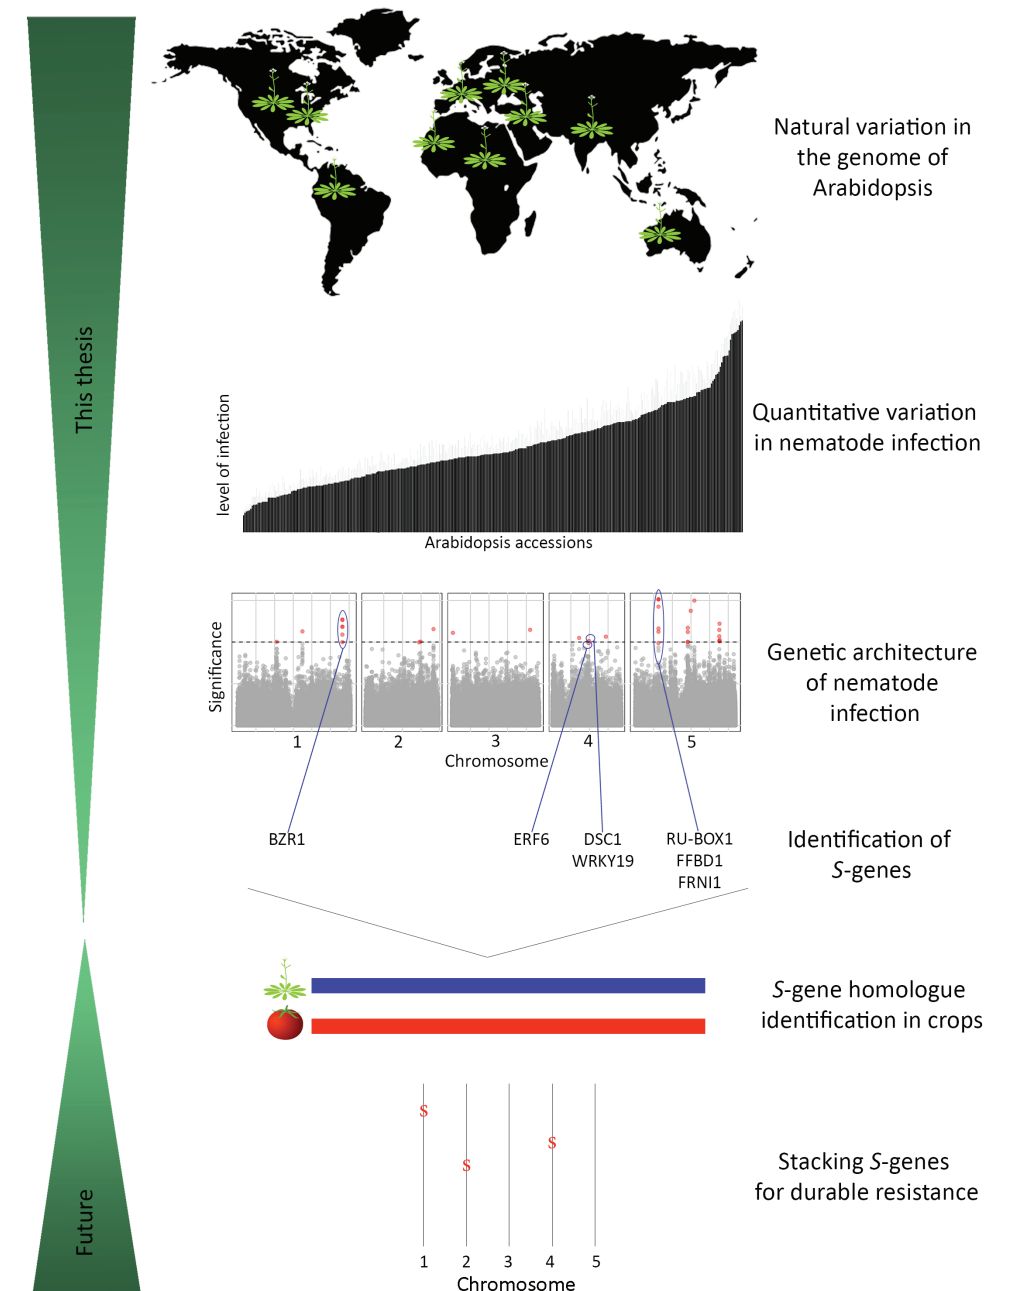 Natural variation in
the genome of
Arabidopsis
This thesis
level of infection
Arabidopsis accessions
Quantitative variation
in nematode infection
Significance
1 2 3 4 5
Chromosome
Genetic architecture
of nematode
infection
BZR1 ERF6 DSC1 RU-BOX1
WRKY19 FFBD1
FRNI1
Identification of
S-genes
S-gene homologue
identification in crops
S
S
S
1 2 3 4 5
Chromosome
Stacking S-genes
for durable resistance
Future